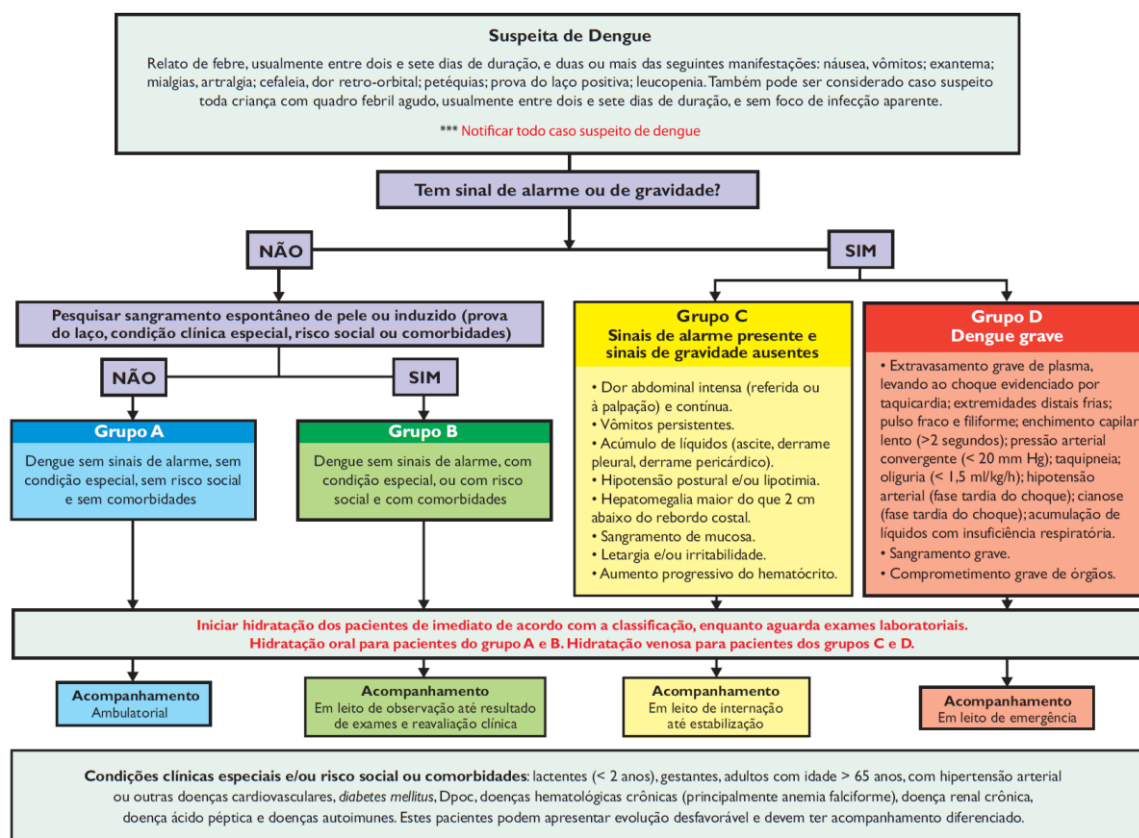 Suspeita de Dengue
Relato de febre, usualmente entre dois e sete dias de duração, e duas ou mais das seguintes manifestações: náusea, vômitos; exantema;
mialgias, artralgia; cefaleia, dor retro-orbital; petéquias; prova do laço positiva; leucopenia. Também pode ser considerado caso suspeito
toda criança com quadro febril agudo, usualmente entre dois e sete dias de duração, e sem foco de infecção aparente.
*** Notificar todo caso suspeito de dengue
Tem sinal de alarme ou de gravidade?
NÃO
SIM
Pesquisar sangramento espontâneo de pele ou induzido (prova
do laço, condição clínica especial, risco social ou comorbidades)
NÃO
SIM
Grupo A
Dengue sem sinais de alarme, sem
condição especial, sem risco social
e sem comorbidades
Grupo B
Dengue sem sinais de alarme, com
condição especial, ou com risco
social e com comorbidades
Grupo C
Sinais de alarme presente e
sinais de gravidade ausentes
• Dor abdominal intensa (referida ou
à palpação) e contínua.
• Vômitos persistentes.
• Acúmulo de líquidos (ascite, derrame
pleural, derrame pericárdico).
• Hipotensão postural e/ou lipotimia.
• Hepatomegalia maior do que 2 cm
abaixo do rebordo costal.
• Sangramento de mucosa.
• Letargia e/ou irritabilidade.
• Aumento progressivo do hematócrito.
Grupo D
Dengue grave
• Extravasamento grave de plasma,
levando ao choque evidenciado por
taquicardia; extremidades distais frias;
pulso fraco e filiforme; enchimento capilar
lento (>2 segundos); pressão arterial
convergente (< 20 mm Hg); taquipneia;
oliguria (< 1,5 ml/kg/h); hipotensão
arterial (fase tardia do choque); cianose
(fase tardia do choque); acumulação de
líquidos com insuficiência respiratória.
• Sangramento grave.
• Comprometimento grave de órgãos.
Iniciar hidratação dos pacientes de imediato de acordo com a classificação, enquanto aguarda exames laboratoriais.
Hidratação oral para pacientes do grupo A e B. Hidratação venosa para pacientes dos grupos C e D.
Acompanhamento
Ambulatorial
Acompanhamento
Em leito de observação até resultado
de exames e reavaliação clínica
Acompanhamento
Em leito de internação
até estabilização
Acompanhamento
Em leito de emergência
Condições clínicas especiais e/ou risco social ou comorbidades: lactentes (< 2 anos), gestantes, adultos com idade > 65 anos, com hipertensão arterial
ou outras doenças cardiovasculares, diabetes mellitus, Dpoc, doenças hematológicas crônicas (principalmente anemia falciforme), doença renal crônica,
doença ácido péptica e doenças autoimunes. Estes pacientes podem apresentar evolução desfavorável e devem ter acompanhamento diferenciado.